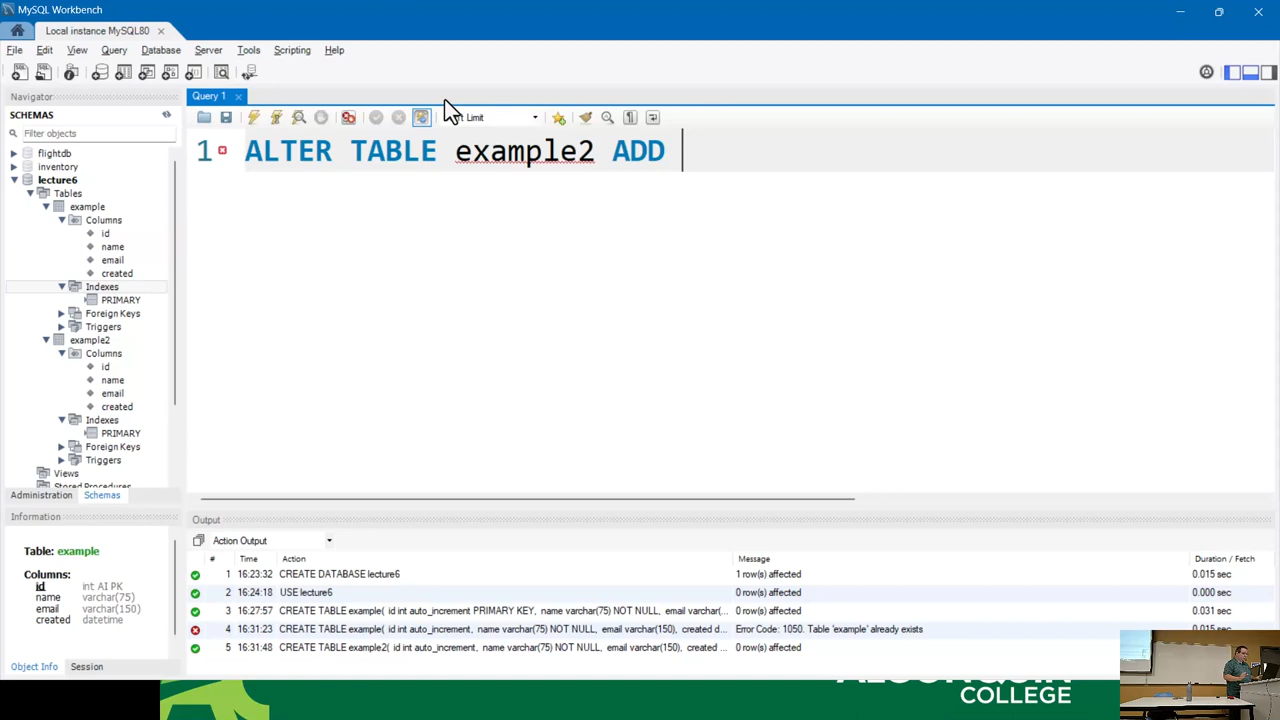 MySQL Workbench
Local instance MySQL80
File Edit View Query Database Server Tools Scripting Help
Navigator
SCHEMAS
Filter objects
flightdb
inventory
lecture6
Tables
example
Columns
id
name
email
created
Indexes
PRIMARY
Foreign Keys
Triggers
example2
Columns
id
name
email
created
Indexes
PRIMARY
Foreign Keys
Triggers
Views
Stored Procedures
Administration Schemas
Information
Table: example
Columns:
id int AI PK
name varchar(75)
email varchar(150)
created datetime
Object Info Session
Query 1
Limit
1 ALTER TABLE example2 ADD
Output
Action Output
# Time Action Message Duration / Fetch
1 16:23:32 CREATE DATABASE lecture6 1 row(s) affected 0.015 sec
2 16:24:18 USE lecture6 0 row(s) affected 0.000 sec
3 16:27:57 CREATE TABLE example( id int auto_increment PRIMARY KEY, name varchar(75) NOT NULL, email varchar(... 0 row(s) affected 0.031 sec
4 16:31:23 CREATE TABLE example( id int auto_increment, name varchar(75) NOT NULL, email varchar(150), created d... Error Code: 1050. Table 'example' already exists 0.015 sec
5 16:31:48 CREATE TABLE example2( id int auto_increment, name varchar(75) NOT NULL, email varchar(150), created ... 0 row(s) affected
COLLEGE